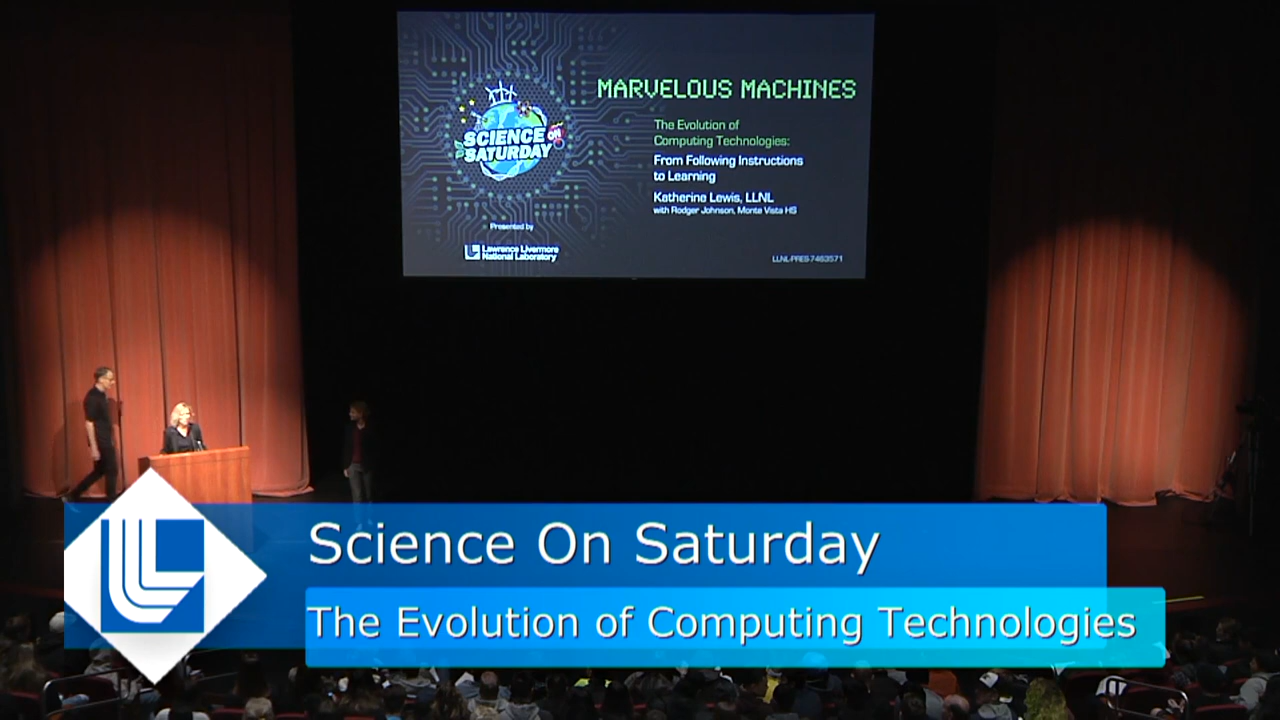 MARVELOUS MACHINES
SCIENCE ON
SATURDAY
The Evolution of
Computing Technologies:
From Following Instructions
to Learning
Katherine Lewis, LLNL
with Rodger Johnson, Monte Vista HS
Presented by
Lawrence Livermore
National Laboratory
LLNL-PRES-7463571
Science On Saturday
The Evolution of Computing Technologies